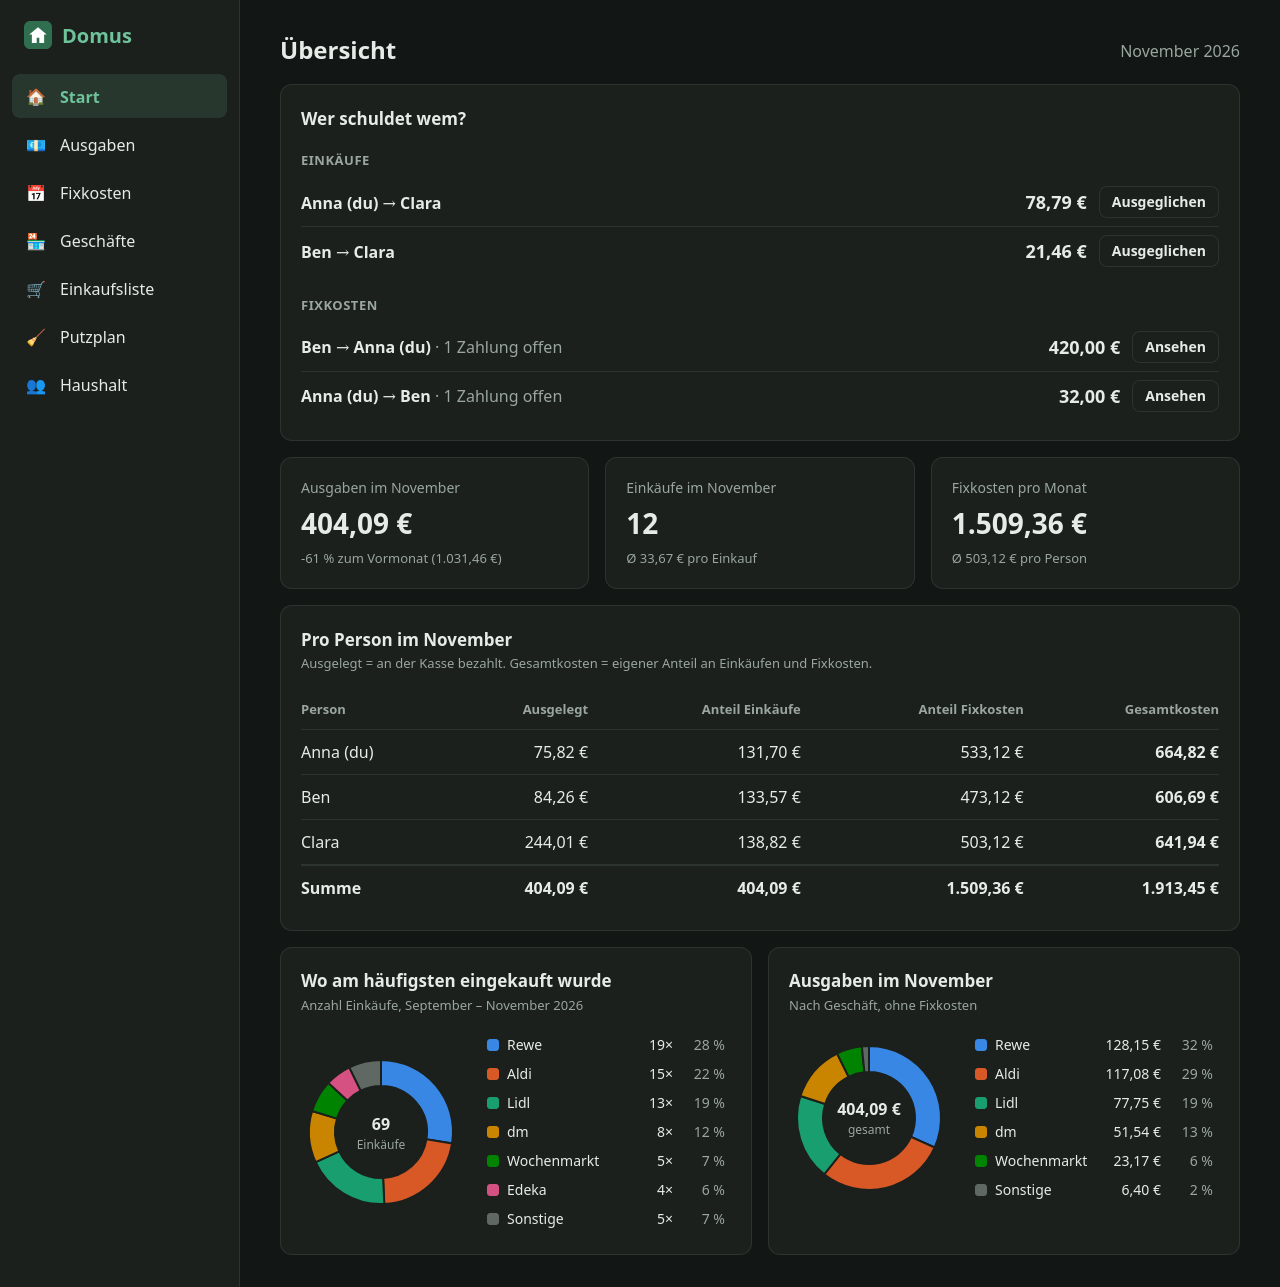 Domus
Start
Ausgaben
Fixkosten
Geschäfte
Einkaufsliste
Putzplan
Haushalt
Übersicht
November 2026
Wer schuldet wem?
EINKÄUFE
Anna (du) → Clara 78,79 € Ausgeglichen
Ben → Clara 21,46 € Ausgeglichen
FIXKOSTEN
Ben → Anna (du) · 1 Zahlung offen 420,00 € Ansehen
Anna (du) → Ben · 1 Zahlung offen 32,00 € Ansehen
Ausgaben im November
404,09 €
-61 % zum Vormonat (1.031,46 €)
Einkäufe im November
12
Ø 33,67 € pro Einkauf
Fixkosten pro Monat
1.509,36 €
Ø 503,12 € pro Person
Pro Person im November
Ausgelegt = an der Kasse bezahlt. Gesamtkosten = eigener Anteil an Einkäufen und Fixkosten.
Person Ausgelegt Anteil Einkäufe Anteil Fixkosten Gesamtkosten
Anna (du) 75,82 € 131,70 € 533,12 € 664,82 €
Ben 84,26 € 133,57 € 473,12 € 606,69 €
Clara 244,01 € 138,82 € 503,12 € 641,94 €
Summe 404,09 € 404,09 € 1.509,36 € 1.913,45 €
Wo am häufigsten eingekauft wurde
Anzahl Einkäufe, September – November 2026
69
Einkäufe
Rewe 19× 28 %
Aldi 15× 22 %
Lidl 13× 19 %
dm 8× 12 %
Wochenmarkt 5× 7 %
Edeka 4× 6 %
Sonstige 5× 7 %
Ausgaben im November
Nach Geschäft, ohne Fixkosten
404,09 €
gesamt
Rewe 128,15 € 32 %
Aldi 117,08 € 29 %
Lidl 77,75 € 19 %
dm 51,54 € 13 %
Wochenmarkt 23,17 € 6 %
Sonstige 6,40 € 2 %